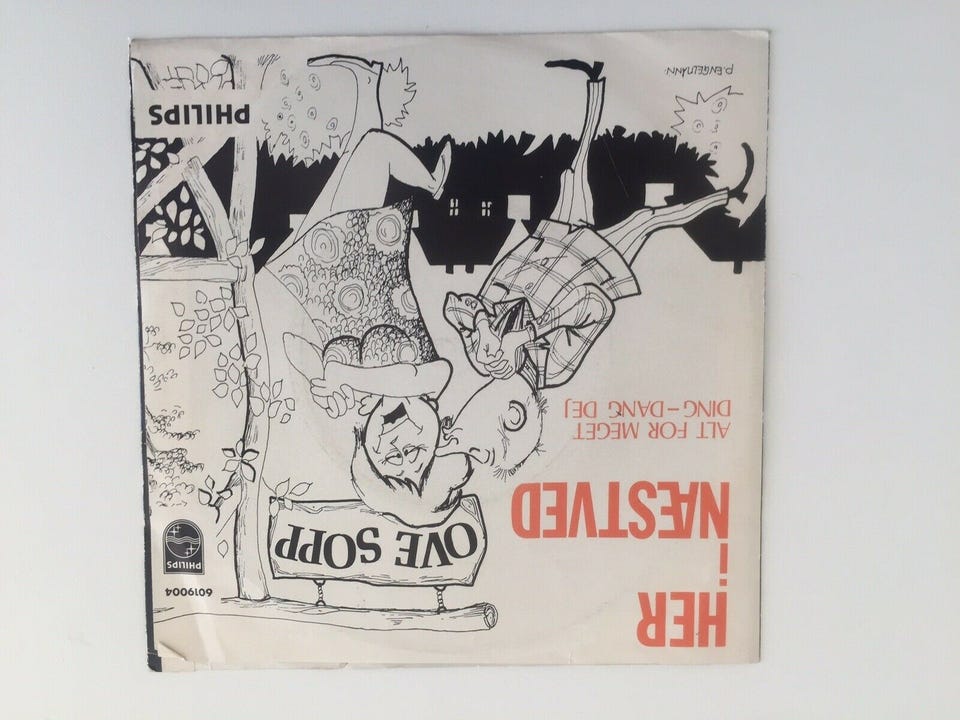 HER
i
NÆSTVED
ALT FOR MEGET
DING-DANG DEJ
6019004
PHILIPS
OVE SOPP
PHILIPS
P. ENGELMANN